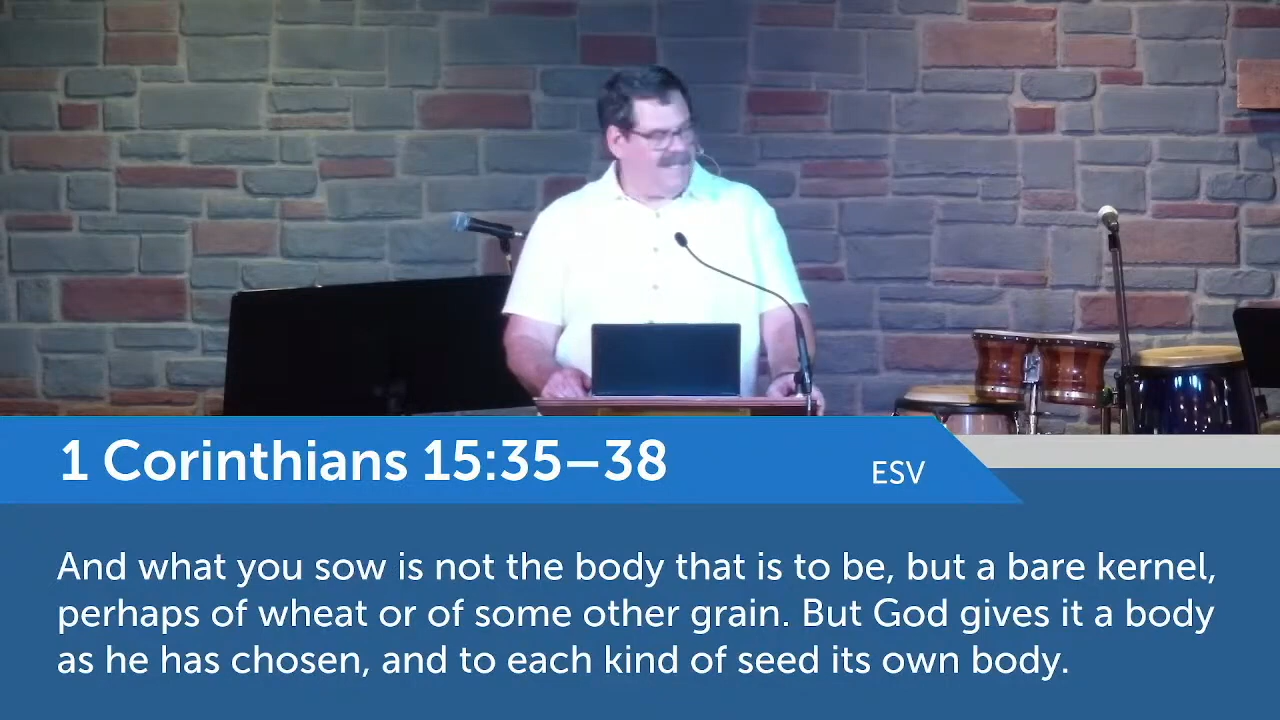 1 Corinthians 15:35–38
ESV
And what you sow is not the body that is to be, but a bare kernel,
perhaps of wheat or of some other grain. But God gives it a body
as he has chosen, and to each kind of seed its own body.